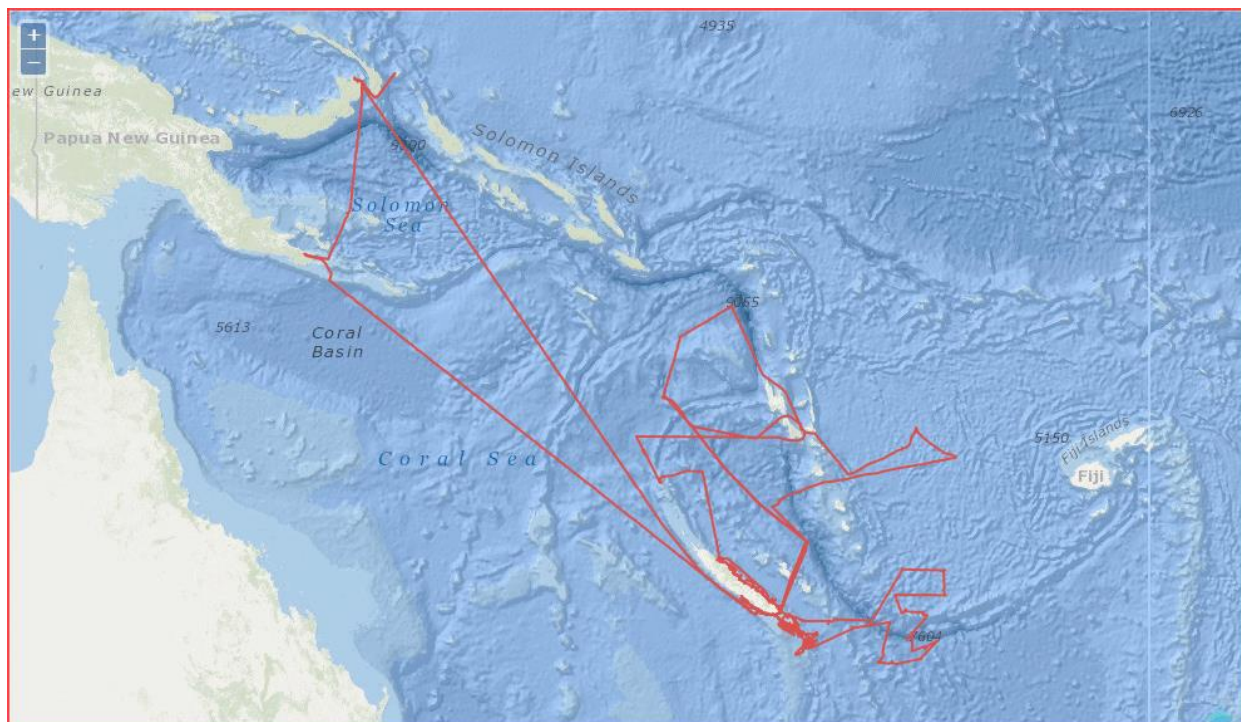 +
−
4935
ew Guinea
Papua New Guinea
6926
Solomon Islands
Solomon
Sea
9065
5613
Coral
Basin
Coral Sea
5150
Fiji Islands
Fiji